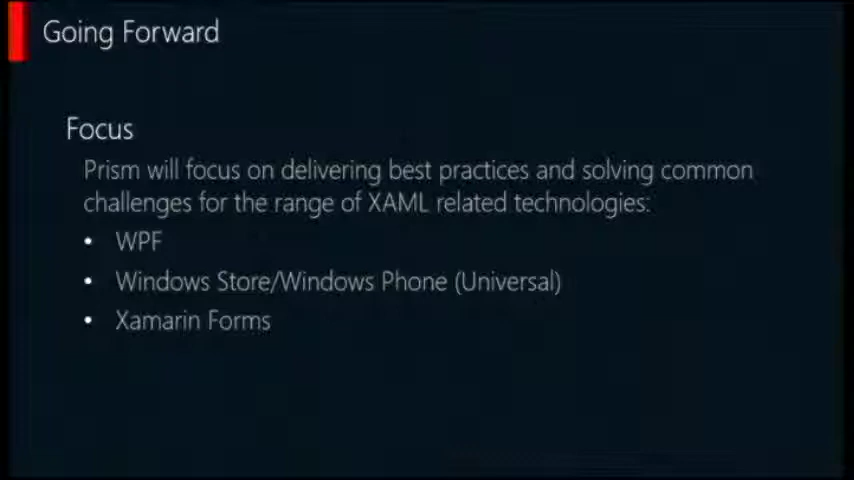 Going Forward
Focus
Prism will focus on delivering best practices and solving common
challenges for the range of XAML related technologies:
• WPF
• Windows Store/Windows Phone (Universal)
• Xamarin Forms